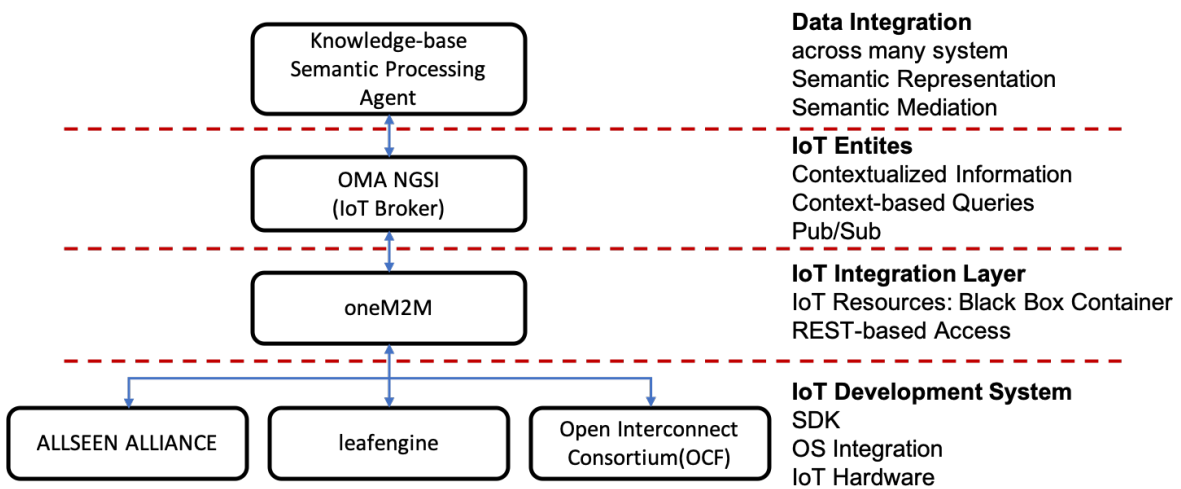 Knowledge-base
Semantic Processing
Agent
Data Integration
across many system
Semantic Representation
Semantic Mediation
OMA NGSI
(IoT Broker)
IoT Entites
Contextualized Information
Context-based Queries
Pub/Sub
oneM2M
IoT Integration Layer
IoT Resources: Black Box Container
REST-based Access
ALLSEEN ALLIANCE
leafengine
Open Interconnect
Consortium(OCF)
IoT Development System
SDK
OS Integration
IoT Hardware